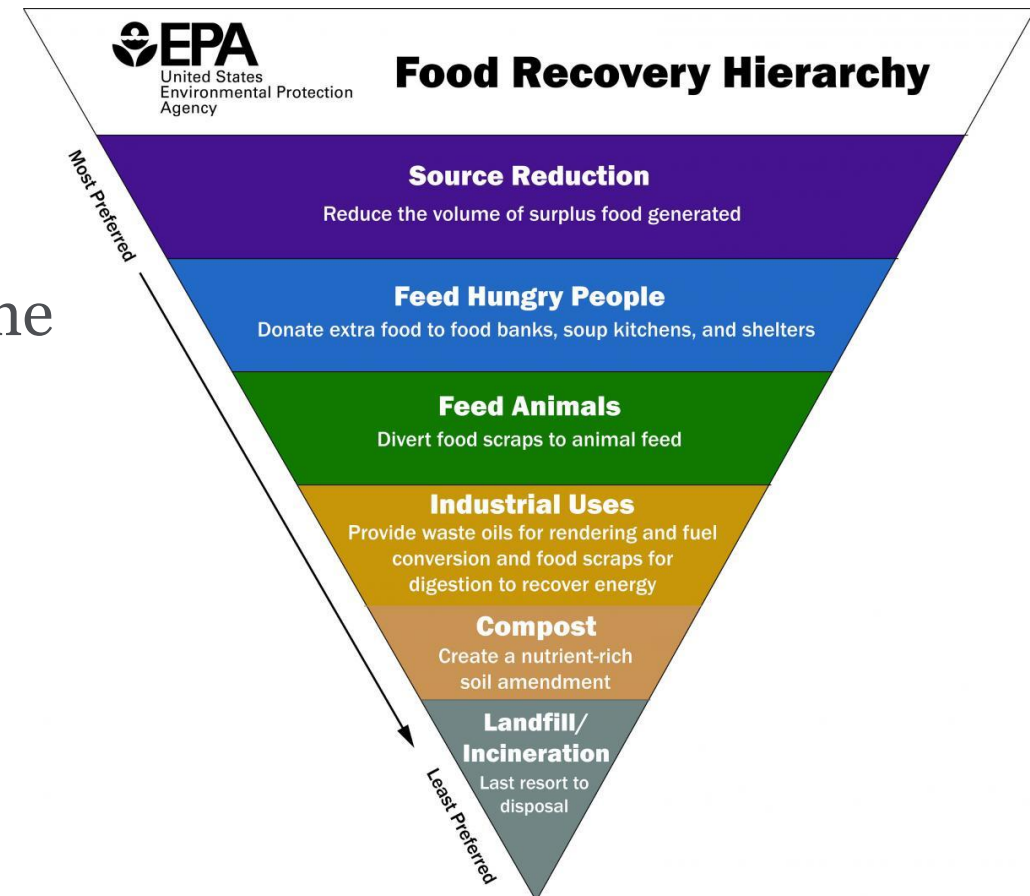 EPA
United States
Environmental Protection
Agency
Food Recovery Hierarchy
Most Preferred
Source Reduction
Reduce the volume of surplus food generated
Feed Hungry People
Donate extra food to food banks, soup kitchens, and shelters
ne
Feed Animals
Divert food scraps to animal feed
Industrial Uses
Provide waste oils for rendering and fuel
conversion and food scraps for
digestion to recover energy
Compost
Create a nutrient-rich
soil amendment
Landfill/
Incineration
Last resort to
disposal
Least Preferred